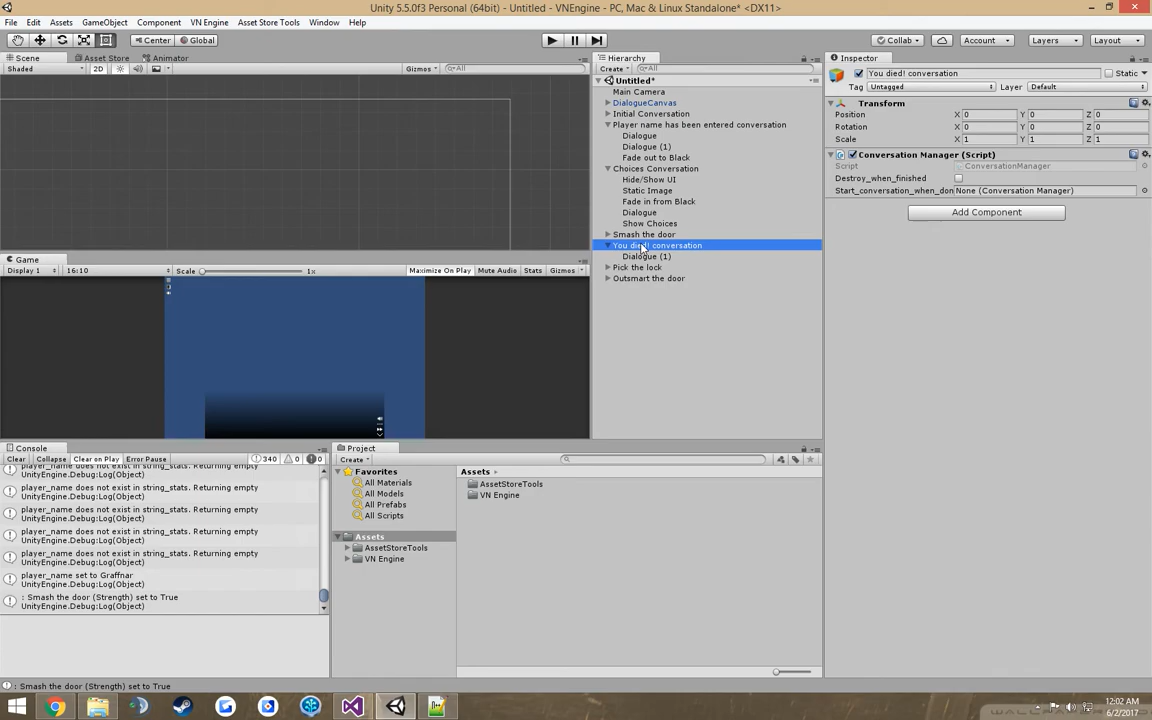 Unity 5.5.0f3 Personal (64bit) - Untitled - VNEngine - PC, Mac & Linux Standalone* <DX11>
File Edit Assets GameObject Component VN Engine Asset Store Tools Window Help
Center Global Collab Account Layers Layout
Scene Asset Store Animator
Shaded 2D Gizmos All
Game
Display 1 16:10 Scale 1x Maximize On Play Mute Audio Stats Gizmos
Hierarchy
Create All
Untitled*
Main Camera
DialogueCanvas
Initial Conversation
Player name has been entered conversation
Dialogue
Dialogue (1)
Fade out to Black
Choices Conversation
Hide/Show UI
Static Image
Fade in from Black
Dialogue
Show Choices
Smash the door
You died! conversation
Dialogue (1)
Pick the lock
Outsmart the door
Inspector
You died! conversation Static
Tag Untagged Layer Default
Transform
Position X 0 Y 0 Z 0
Rotation X 0 Y 0 Z 0
Scale X 1 Y 1 Z 1
Conversation Manager (Script)
Script ConversationManager
Destroy_when_finished
Start_conversation_when_don None (Conversation Manager)
Add Component
Console
Clear Collapse Clear on Play Error Pause 340 0 0
player_name does not exist in string_stats. Returning empty
UnityEngine.Debug:Log(Object)
player_name does not exist in string_stats. Returning empty
UnityEngine.Debug:Log(Object)
player_name does not exist in string_stats. Returning empty
UnityEngine.Debug:Log(Object)
player_name does not exist in string_stats. Returning empty
UnityEngine.Debug:Log(Object)
player_name does not exist in string_stats. Returning empty
UnityEngine.Debug:Log(Object)
player_name set to Graffnar
UnityEngine.Debug:Log(Object)
: Smash the door (Strength) set to True
UnityEngine.Debug:Log(Object)
Project
Create
Favorites
All Materials
All Models
All Prefabs
All Scripts
Assets
AssetStoreTools
VN Engine
Assets
AssetStoreTools
VN Engine
: Smash the door (Strength) set to True
12:02 AM
6/2/2017